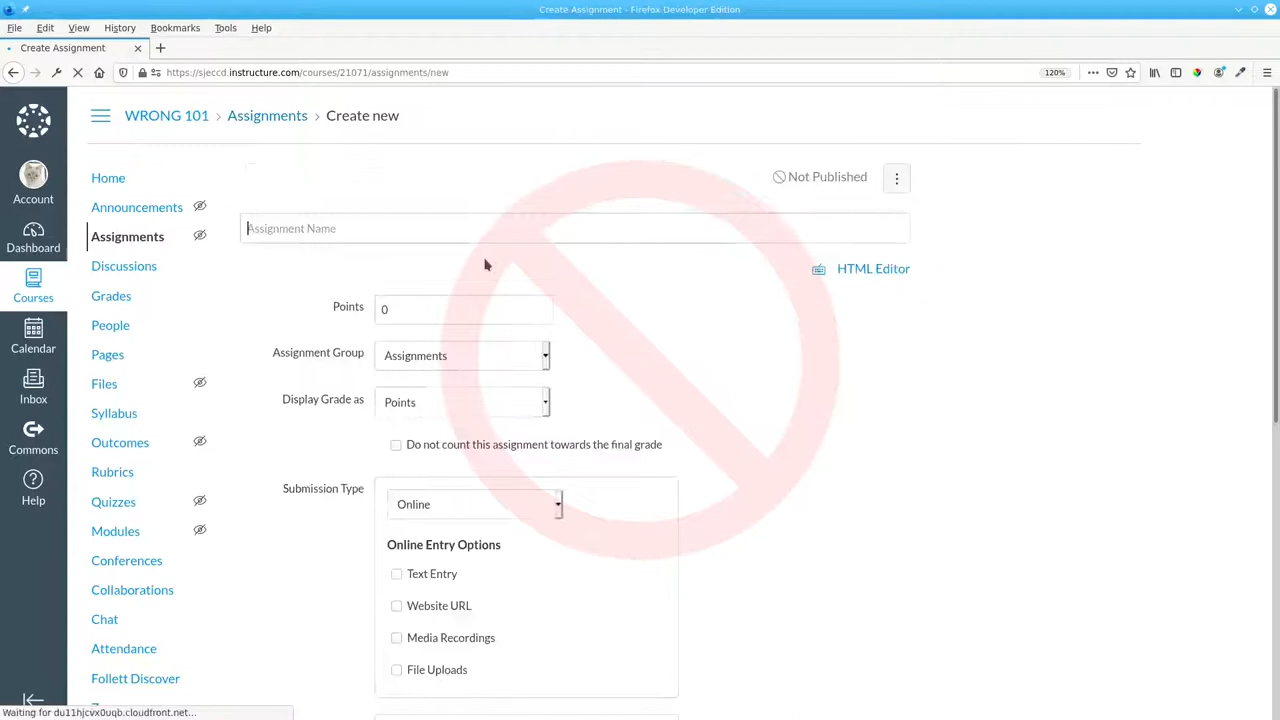 Create Assignment - Firefox Developer Edition
File Edit View History Bookmarks Tools Help
Create Assignment
https://sjeccd.instructure.com/courses/21071/assignments/new 120%
WRONG 101 › Assignments › Create new
Account
Dashboard
Courses
Calendar
Inbox
Commons
Help
Home
Announcements
Assignments
Discussions
Grades
People
Pages
Files
Syllabus
Outcomes
Rubrics
Quizzes
Modules
Conferences
Collaborations
Chat
Attendance
Follett Discover
Not Published
Assignment Name
HTML Editor
Points 0
Assignment Group Assignments
Display Grade as Points
Do not count this assignment towards the final grade
Submission Type Online
Online Entry Options
Text Entry
Website URL
Media Recordings
File Uploads
Waiting for du11hjcvx0uqb.cloudfront.net...